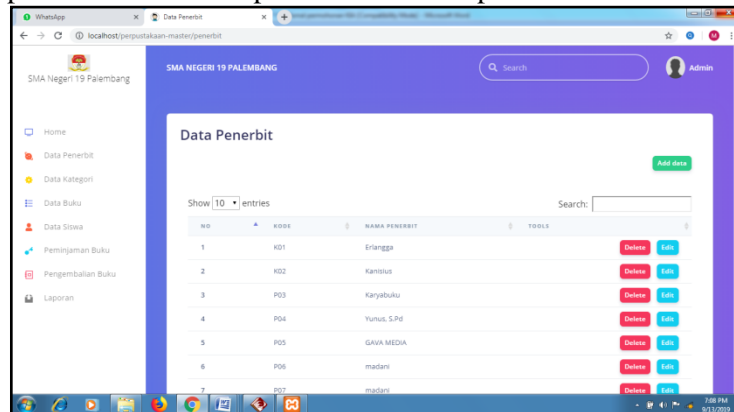 WhatsApp
Data Penerbit
localhost/perpustakaan-master/penerbit
SMA Negeri 19 Palembang
SMA NEGERI 19 PALEMBANG
Search
Admin
Home
Data Penerbit
Data Kategori
Data Buku
Data Siswa
Peminjaman Buku
Pengembalian Buku
Laporan
Data Penerbit
Add data
Show 10 entries
Search:
NO KODE NAMA PENERBIT TOOLS
1 K01 Erlangga Delete Edit
2 K02 Kanisius Delete Edit
3 P03 Karyabuku Delete Edit
4 P04 Yunus, S.Pd Delete Edit
5 P05 GAVA MEDIA Delete Edit
6 P06 madani Delete Edit
7 P07 madani Delete Edit
7:08 PM
9/13/2019